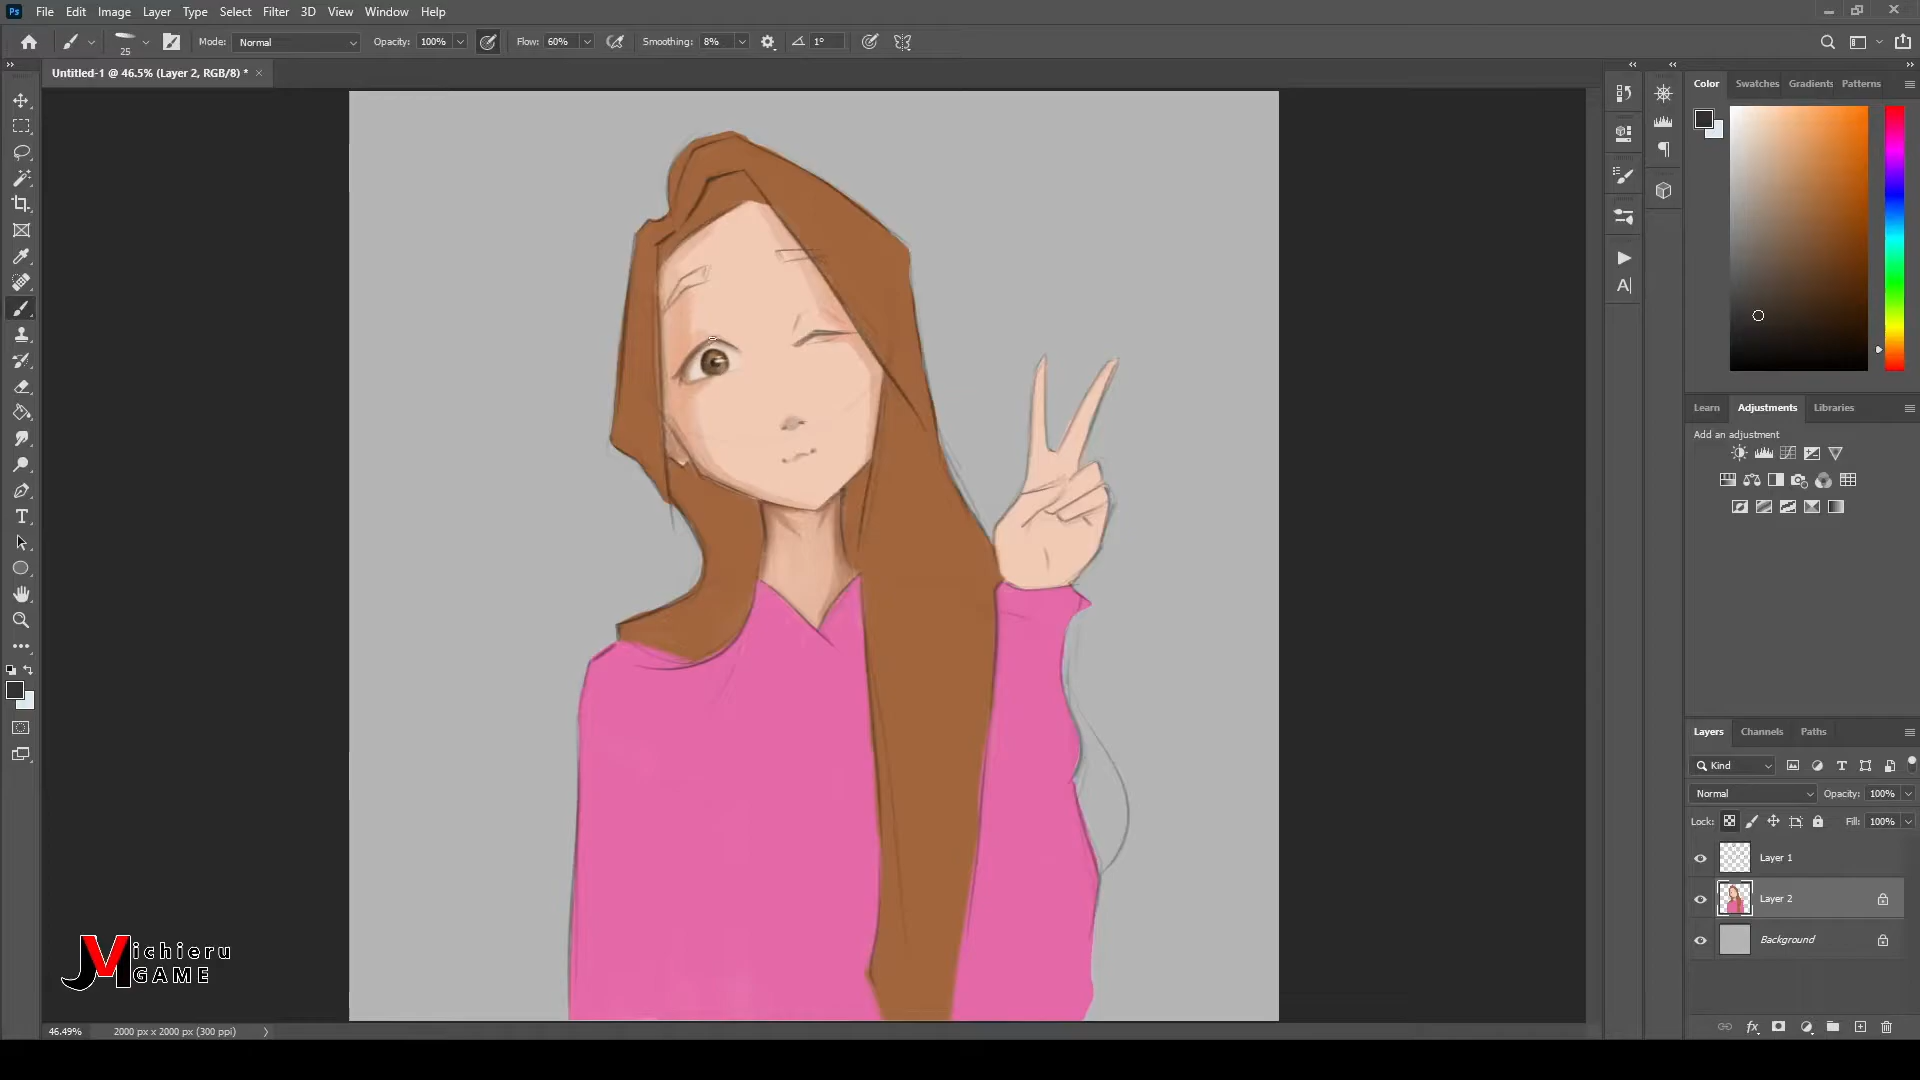 Ps File Edit Image Layer Type Select Filter 3D View Window Help
25 Mode: Normal Opacity: 100% Flow: 60% Smoothing: 8% 1°
Untitled-1 @ 46.5% (Layer 2, RGB/8) *
Color Swatches Gradients Patterns
Learn Adjustments Libraries
Add an adjustment
Layers Channels Paths
Kind
Normal Opacity: 100%
Lock: Fill: 100%
Layer 1
Layer 2
Background
Vichieru
GAME
46.49% 2000 px x 2000 px (300 ppi)